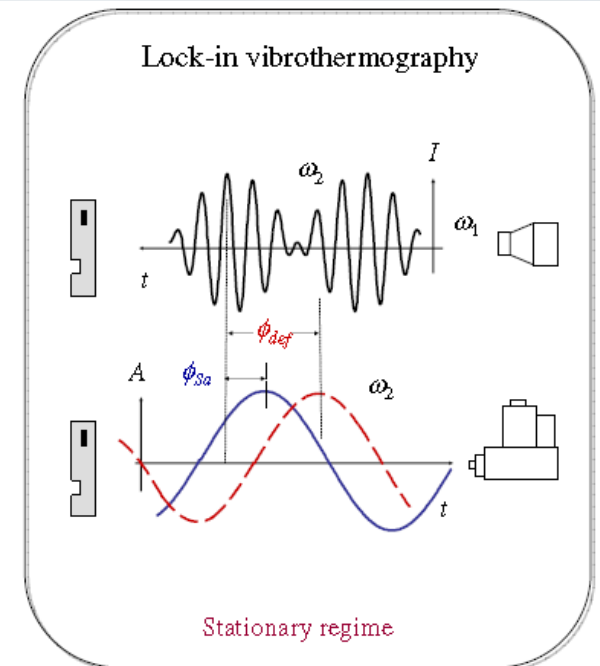 Lock-in vibrothermography
I
ω₂
ω₁
t
ϕdef
A
ϕSa
ω₂
t
Stationary regime